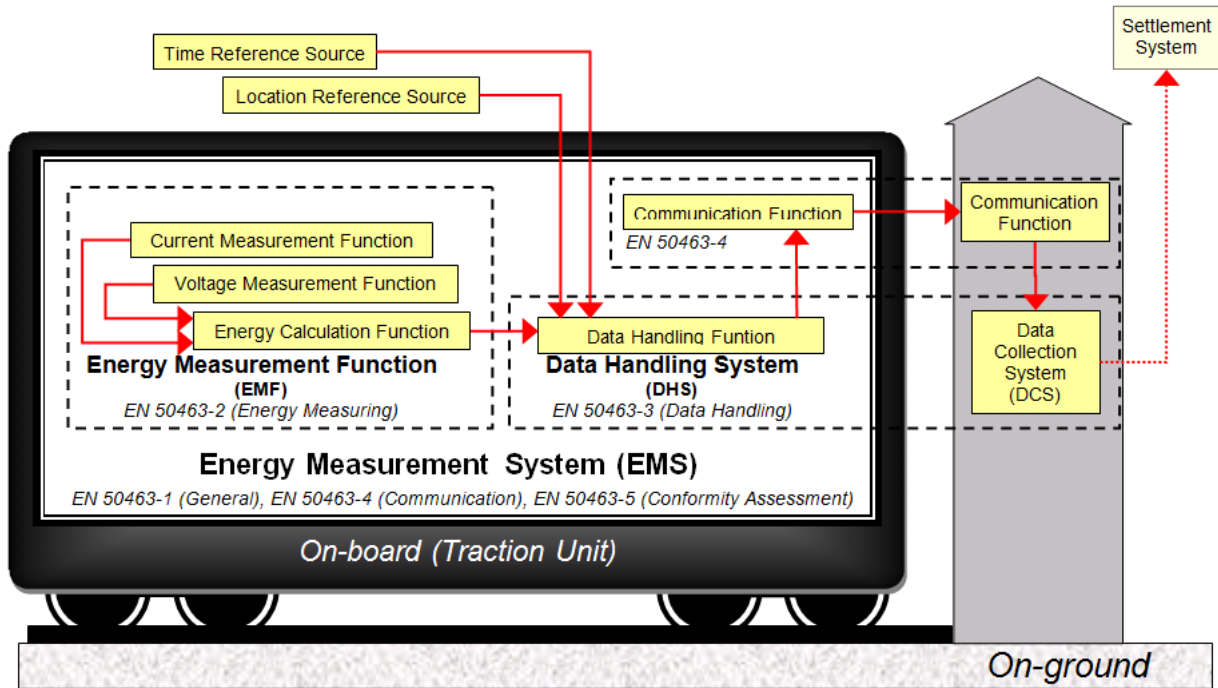 Time Reference Source
Location Reference Source
Settlement
System
Current Measurement Function
Voltage Measurement Function
Energy Calculation Function
Energy Measurement Function
(EMF)
EN 50463-2 (Energy Measuring)
Communication Function
EN 50463-4
Data Handling Funtion
Data Handling System
(DHS)
EN 50463-3 (Data Handling)
Communication
Function
Data
Collection
System
(DCS)
Energy Measurement System (EMS)
EN 50463-1 (General), EN 50463-4 (Communication), EN 50463-5 (Conformity Assessment)
On-board (Traction Unit)
On-ground